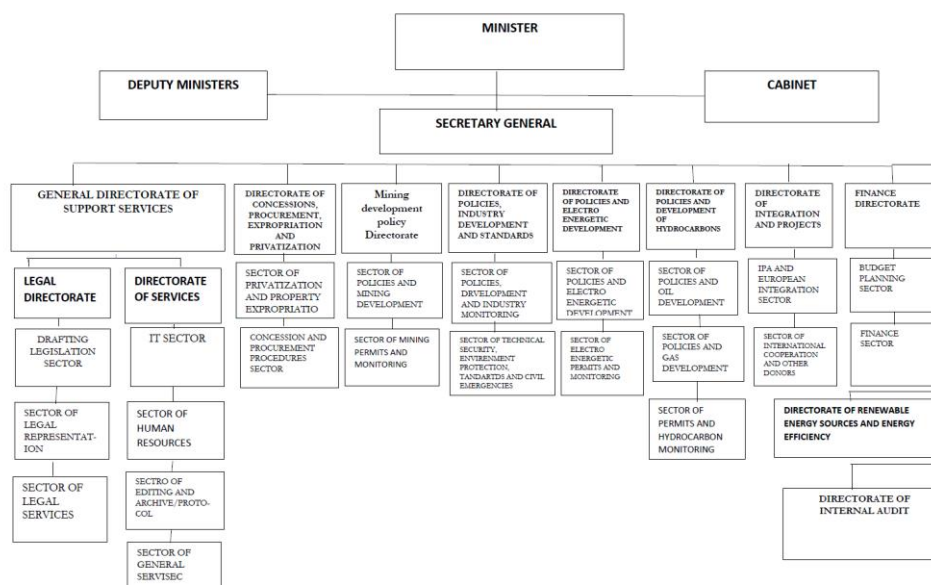 MINISTER
DEPUTY MINISTERS
CABINET
SECRETARY GENERAL
GENERAL DIRECTORATE OF
SUPPORT SERVICES
DIRECTORATE OF
CONCESSIONS,
PROCUREMENT,
EXPROPRIATION
AND
PRIVATIZATION
Mining
development
policy
Directorate
DIRECTORATE OF
POLICIES,
INDUSTRY
DEVELOPMENT
AND STANDARDS
DIRECTORATE
OF POLICIES AND
ELECTRO
ENERGETIC
DEVELOPMENT
DIRECTORATE OF
POLICIES AND
DEVELOPMENT
OF
HYDROCARBONS
DIRECTORATE
OF
INTEGRATION
AND PROJECTS
FINANCE
DIRECTORATE
LEGAL
DIRECTORATE
DIRECTORATE
OF SERVICES
SECTOR OF
PRIVATIZATION
AND PROPERTY
EXPROPRIATIO
SECTOR OF
POLICIES AND
MINING
DEVELOPMENT
SECTOR OF
POLICIES,
DRVELOPMENT
AND INDUSTRY
MONITORING
SECTOR OF
POLICIES AND
ELECTRO
ENERGETIC
DEVELOPMENT
SECTOR OF
POLICIES AND OIL
DEVELOPMENT
IPA AND
EUROPEAN
INTEGRATION
SECTOR
BUDGET
PLANNING
SECTOR
DRAFTING
LEGISLATION
SECTOR
IT SECTOR
CONCESSION AND
PROCUREMENT
PROCEDURES
SECTOR
SECTOR OF MINING
PERMITS AND
MONITORING
SECTOR OF TECHNICAL
SECURITY,
ENVIRENMENT
PROTECTION,
TANDARTDS AND CIVIL
EMERGENCIES
SECTOR OF
ELECTRO
ENERGETIC
PERMITS AND
MONITORING
SECTOR OF
POLICIES AND
GAS
DEVELOPMENT
SECTOR OF
INTERNATIONAL
COOPERATION
AND OTHER
DONORS
FINANCE
SECTOR
SECTOR OF
LEGAL
REPRESENTAT-
ION
SECTOR OF
HUMAN
RESOURCES
SECTOR OF
PERMITS AND
HYDROCARBON
MONITORING
DIRECTORATE OF RENEWABLE
ENERGY SOURCES AND ENERGY
EFFICIENCY
SECTOR OF
LEGAL
SERVICES
SECTRO OF
EDITING AND
ARCHIVE/PROTO-
COL
DIRECTORATE OF
INTERNAL AUDIT
SECTOR OF
GENERAL
SERVISEC